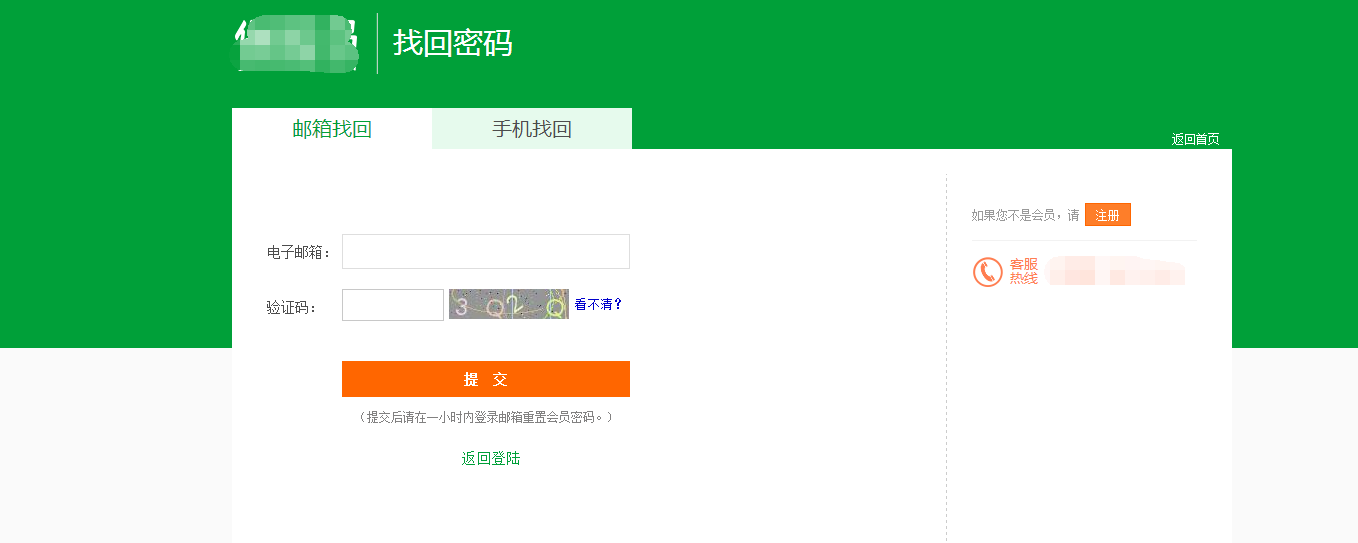 找回密码
邮箱找回
手机找回
返回首页
电子邮箱：
验证码：
3 Q 2 Q
看不清？
提 交
（提交后请在一小时内登录邮箱重置会员密码。）
返回登陆
如果您不是会员，请 注册
客服
热线